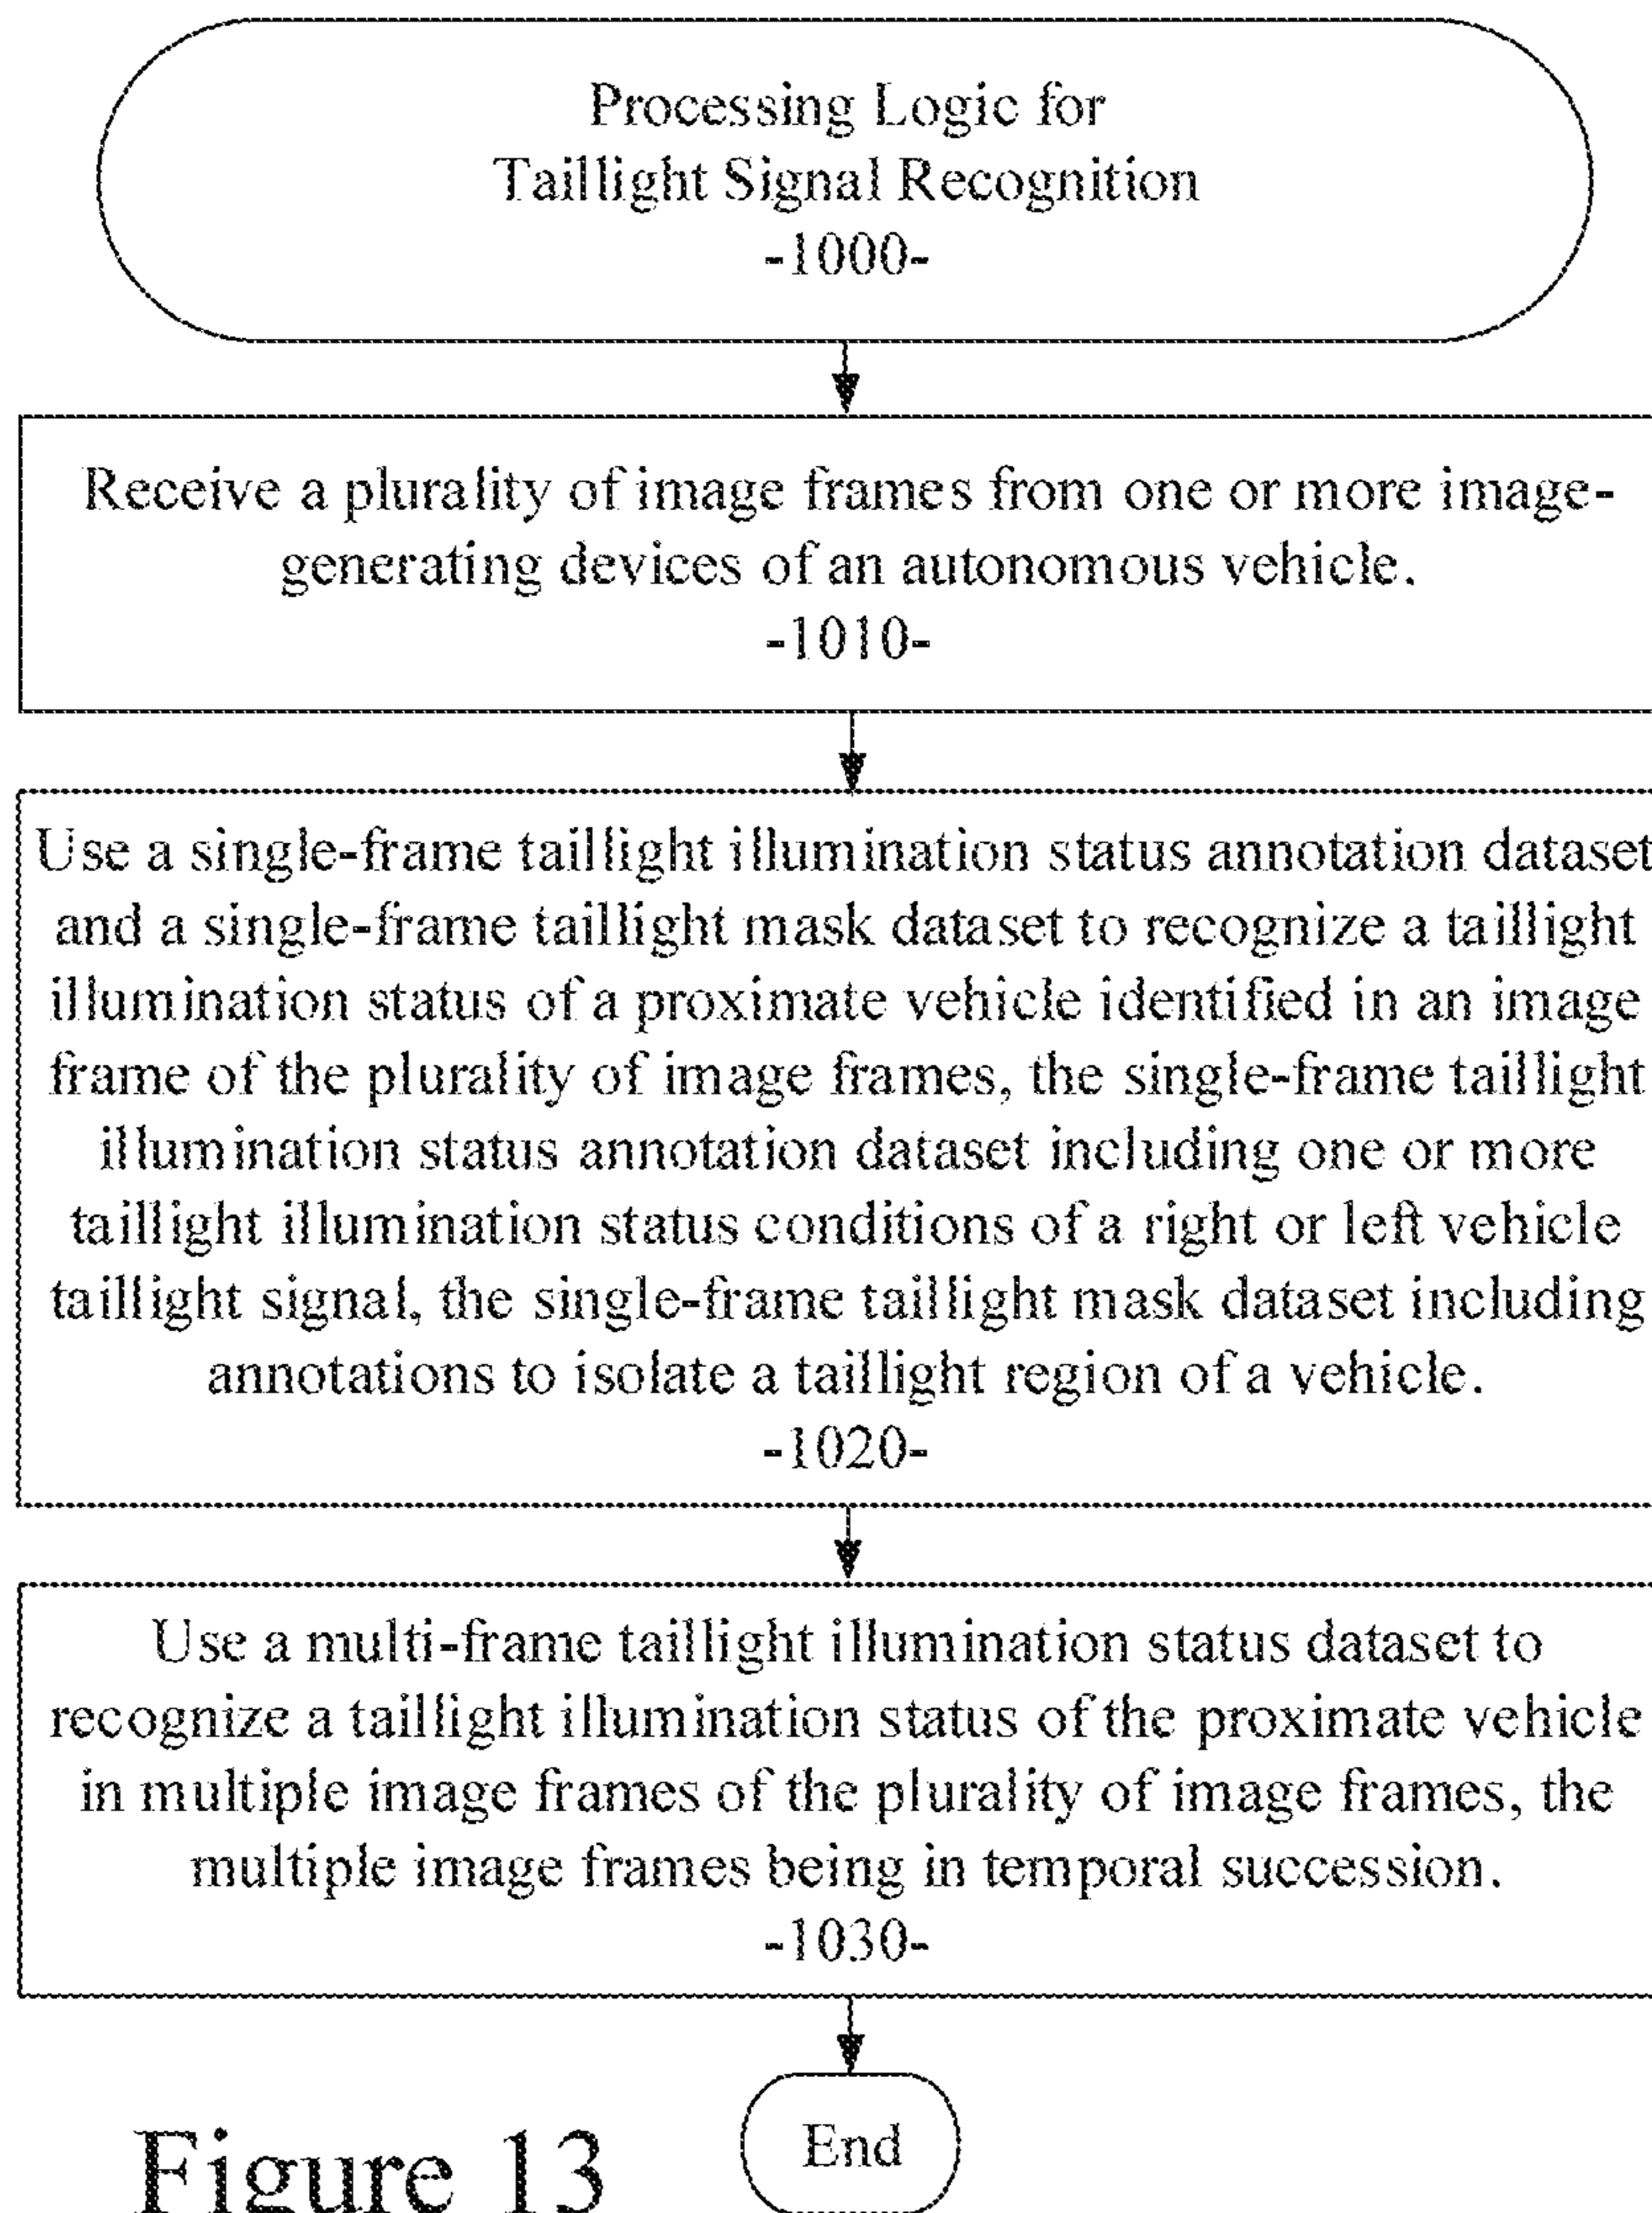 Processing Logic for
Taillight Signal Recognition
-1000-
Receive a plurality of image frames from one or more image-
generating devices of an autonomous vehicle.
-1010-
Use a single-frame taillight illumination status annotation dataset
and a single-frame taillight mask dataset to recognize a taillight
illumination status of a proximate vehicle identified in an image
frame of the plurality of image frames, the single-frame taillight
illumination status annotation dataset including one or more
taillight illumination status conditions of a right or left vehicle
taillight signal, the single-frame taillight mask dataset including
annotations to isolate a taillight region of a vehicle.
-1020-
Use a multi-frame taillight illumination status dataset to
recognize a taillight illumination status of the proximate vehicle
in multiple image frames of the plurality of image frames, the
multiple image frames being in temporal succession.
-1030-
End
Figure 13